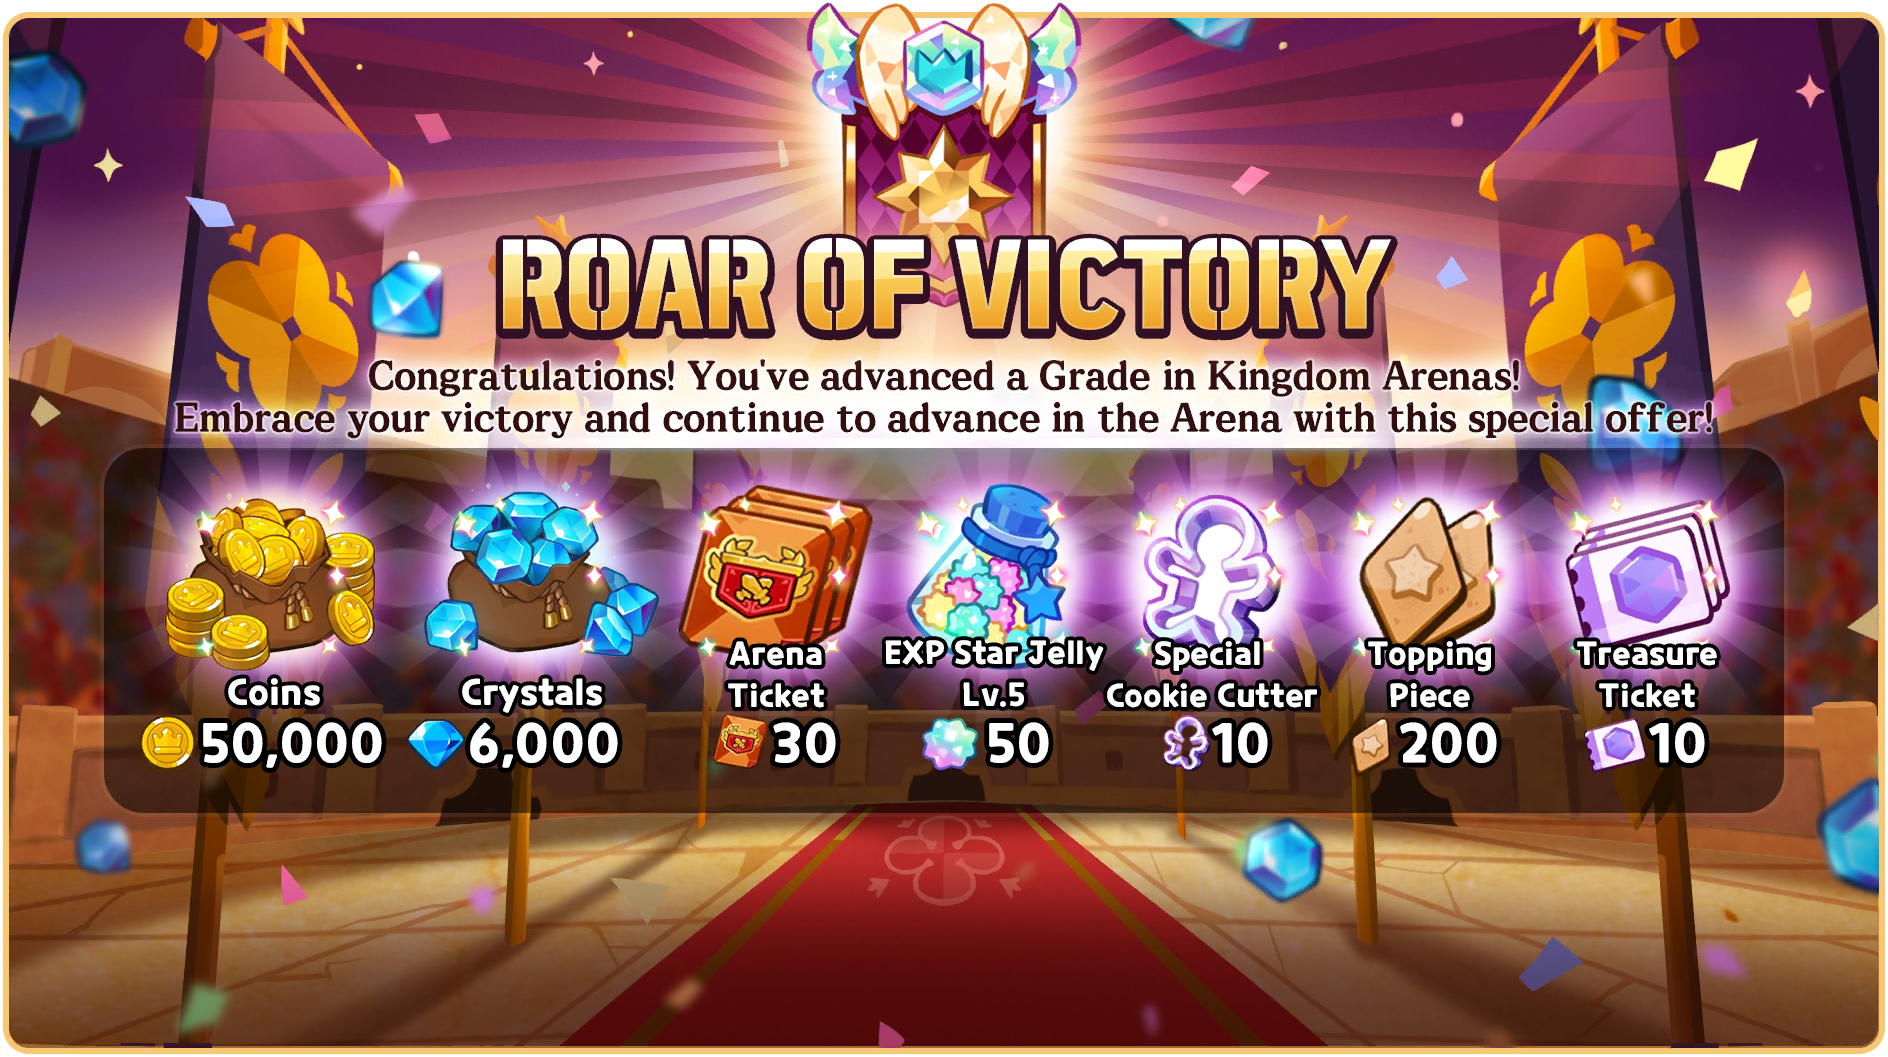 ROAR OF VICTORY
Congratulations! You've advanced a Grade in Kingdom Arenas!
Embrace your victory and continue to advance in the Arena with this special offer!
Coins
50,000
Crystals
6,000
Arena
Ticket
30
EXP Star Jelly
Lv.5
50
Special
Cookie Cutter
10
Topping
Piece
200
Treasure
Ticket
10